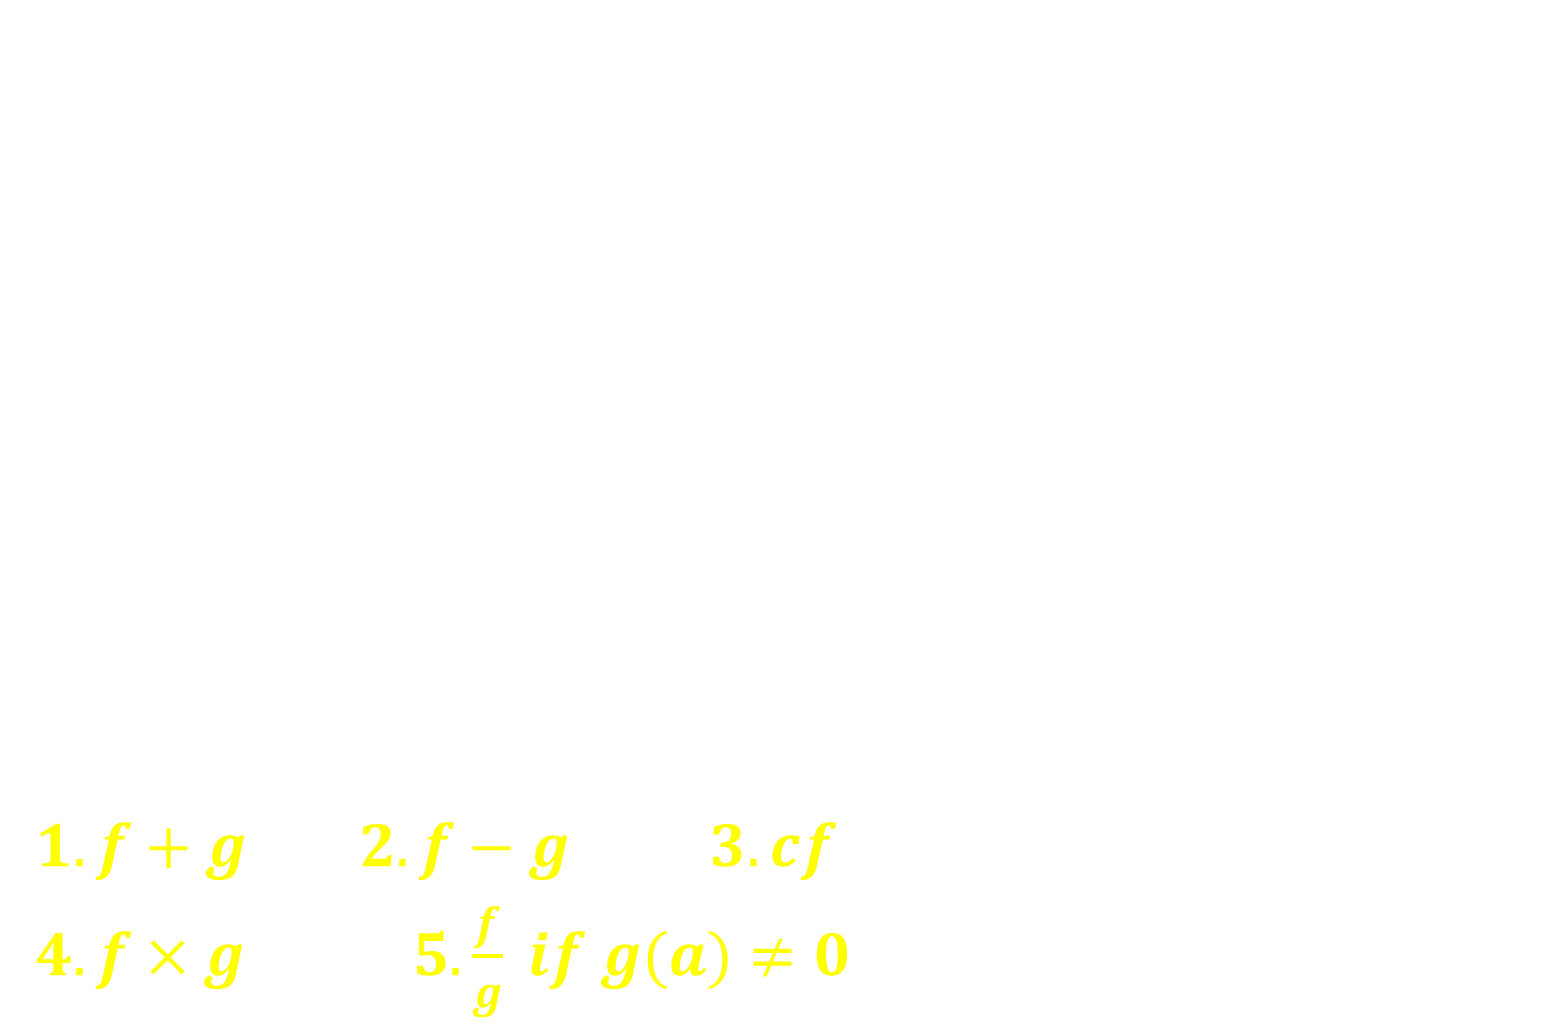 1. f + g 2. f − g 3. cf
4. f × g 5. f/g if g(a) ≠ 0